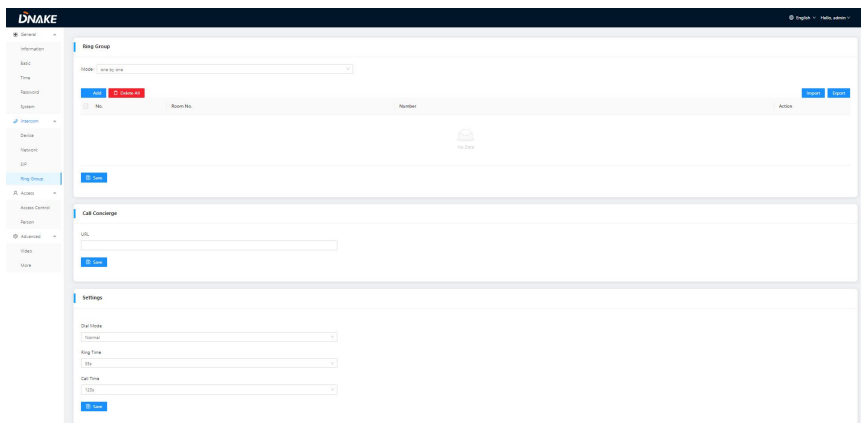 DNAKE
English
Hello, admin
General
Information
Basic
Time
Password
System
Intercom
Device
Network
SIP
Ring Group
Access
Access Control
Person
Advanced
Video
More
Ring Group
Mode one by one
Add Delete All Import Export
No. Room No. Number Action
No Data
Save
Call Concierge
URL
Save
Settings
Dial Mode
Normal
Ring Time
Call Time
120s
Save